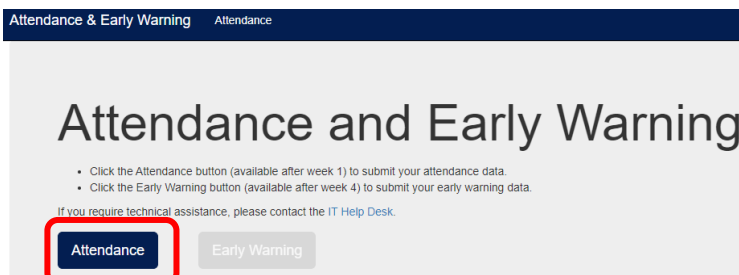 Attendance & Early Warning Attendance
Attendance and Early Warning
• Click the Attendance button (available after week 1) to submit your attendance data.
• Click the Early Warning button (available after week 4) to submit your early warning data.
If you require technical assistance, please contact the IT Help Desk.
Attendance Early Warning